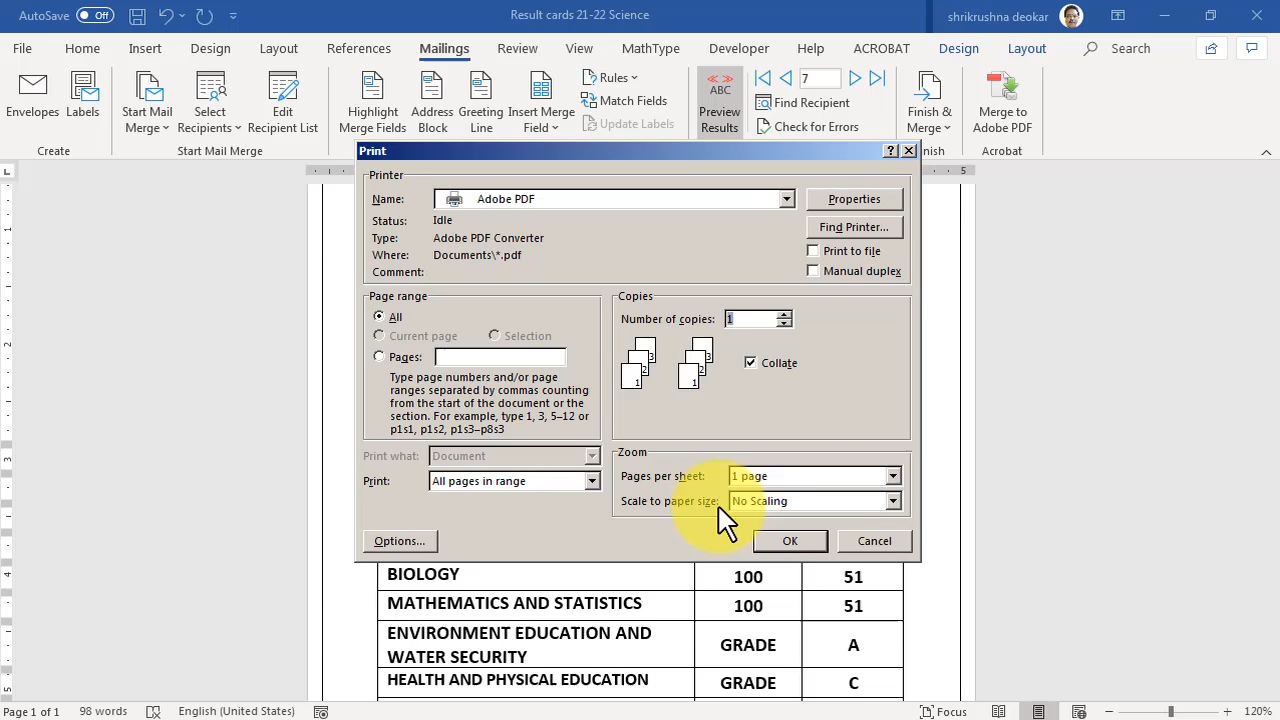 AutoSave Off Result cards 21-22 Science shrikrushna deokar
File Home Insert Design Layout References Mailings Review View MathType Developer Help ACROBAT Design Layout Search
Envelopes Labels Start Mail Merge Select Recipients Edit Recipient List Highlight Merge Fields Address Block Greeting Line Insert Merge Field Rules Match Fields Update Labels ABC Preview Results 7 Find Recipient Check for Errors Finish & Merge Merge to Adobe PDF
Create Start Mail Merge Acrobat
Print
Printer
Name: Adobe PDF Properties
Status: Idle
Find Printer...
Type: Adobe PDF Converter
Where: Documents\*.pdf Print to file
Comment: Manual duplex
Page range
All
Current page Selection
Pages:
Type page numbers and/or page
ranges separated by commas counting
from the start of the document or the
section. For example, type 1, 3, 5–12 or
p1s1, p1s2, p1s3–p8s3
Copies
Number of copies: 1
3 2 1 3 2 1 Collate
Print what: Document
Print: All pages in range
Zoom
Pages per sheet: 1 page
Scale to paper size: No Scaling
Options... OK Cancel
BIOLOGY 100 51
MATHEMATICS AND STATISTICS 100 51
ENVIRONMENT EDUCATION AND
WATER SECURITY GRADE A
HEALTH AND PHYSICAL EDUCATION GRADE C
Page 1 of 1 98 words English (United States) Focus 120%